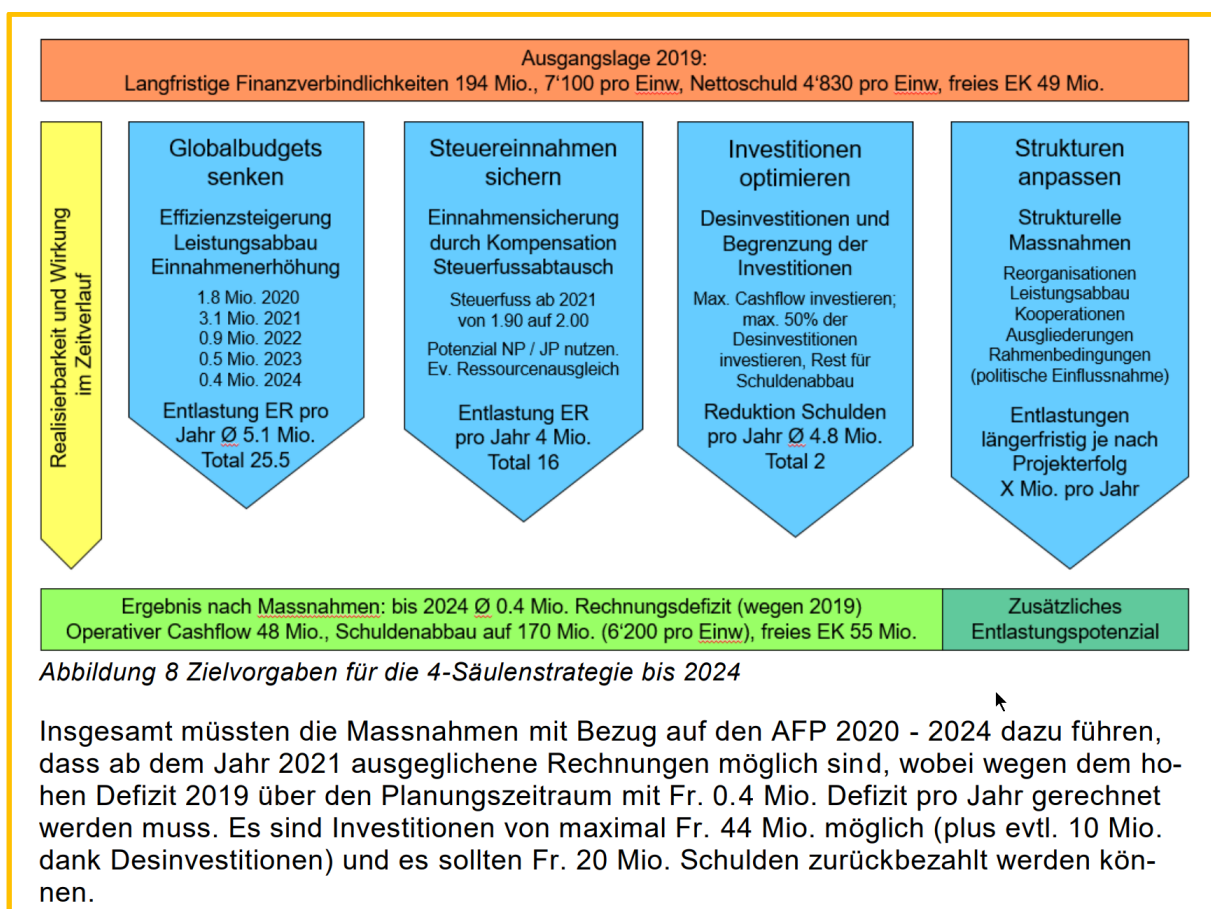 Ausgangslage 2019:
Langfristige Finanzverbindlichkeiten 194 Mio., 7‘100 pro Einw, Nettoschuld 4‘830 pro Einw, freies EK 49 Mio.
Realisierbarkeit und Wirkung
im Zeitverlauf
Globalbudgets
senken
Effizienzsteigerung
Leistungsabbau
Einnahmenerhöhung
1.8 Mio. 2020
3.1 Mio. 2021
0.9 Mio. 2022
0.5 Mio. 2023
0.4 Mio. 2024
Entlastung ER pro
Jahr Ø 5.1 Mio.
Total 25.5
Steuereinnahmen
sichern
Einnahmensicherung
durch Kompensation
Steuerfussabtausch
Steuerfuss ab 2021
von 1.90 auf 2.00
Potenzial NP / JP nutzen.
Ev. Ressourcenausgleich
Entlastung ER
pro Jahr 4 Mio.
Total 16
Investitionen
optimieren
Desinvestitionen und
Begrenzung der
Investitionen
Max. Cashflow investieren;
max. 50% der
Desinvestitionen
investieren, Rest für
Schuldenabbau
Reduktion Schulden
pro Jahr Ø 4.8 Mio.
Total 2
Strukturen
anpassen
Strukturelle
Massnahmen
Reorganisationen
Leistungsabbau
Kooperationen
Ausgliederungen
Rahmenbedingungen
(politische Einflussnahme)
Entlastungen
längerfristig je nach
Projekterfolg
X Mio. pro Jahr
Ergebnis nach Massnahmen: bis 2024 Ø 0.4 Mio. Rechnungsdefizit (wegen 2019)
Operativer Cashflow 48 Mio., Schuldenabbau auf 170 Mio. (6‘200 pro Einw), freies EK 55 Mio.
Zusätzliches
Entlastungspotenzial
Abbildung 8 Zielvorgaben für die 4-Säulenstrategie bis 2024
Insgesamt müssten die Massnahmen mit Bezug auf den AFP 2020 - 2024 dazu führen,
dass ab dem Jahr 2021 ausgeglichene Rechnungen möglich sind, wobei wegen dem ho-
hen Defizit 2019 über den Planungszeitraum mit Fr. 0.4 Mio. Defizit pro Jahr gerechnet
werden muss. Es sind Investitionen von maximal Fr. 44 Mio. möglich (plus evtl. 10 Mio.
dank Desinvestitionen) und es sollten Fr. 20 Mio. Schulden zurückbezahlt werden kön-
nen.